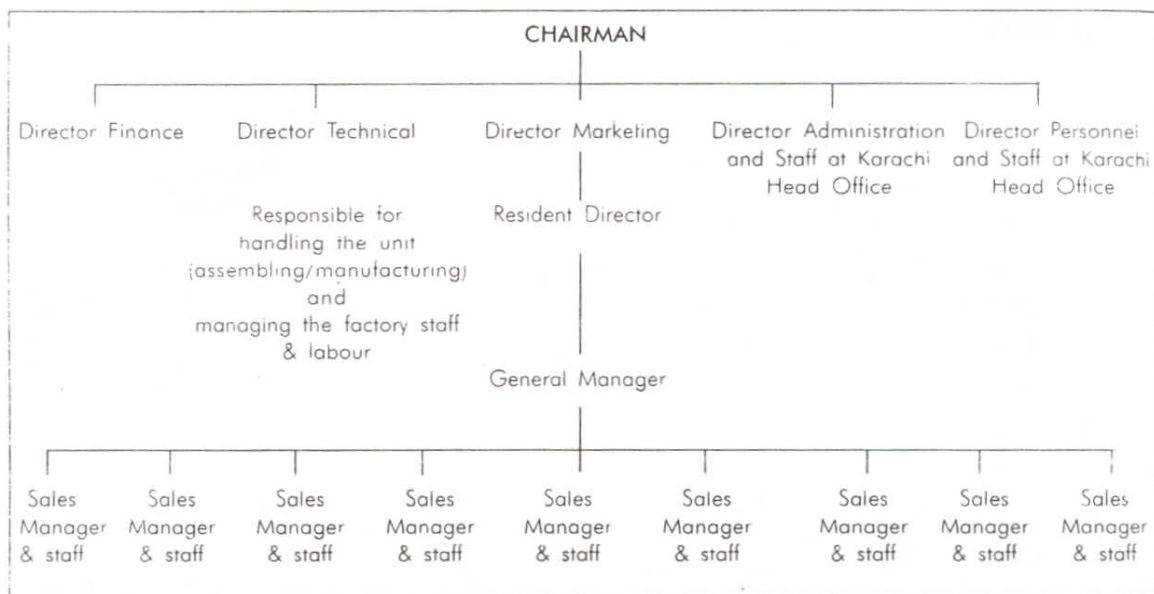 CHAIRMAN
Director Finance
Director Technical
Director Marketing
Director Administration
and Staff at Karachi
Head Office
Director Personnel
and Staff at Karachi
Head Office
Responsible for
handling the unit
(assembling/manufacturing)
and
managing the factory staff
& labour
Resident Director
General Manager
Sales
Manager
& staff
Sales
Manager
& staff
Sales
Manager
& staff
Sales
Manager
& staff
Sales
Manager
& staff
Sales
Manager
& staff
Sales
Manager
& staff
Sales
Manager
& staff
Sales
Manager
& staff